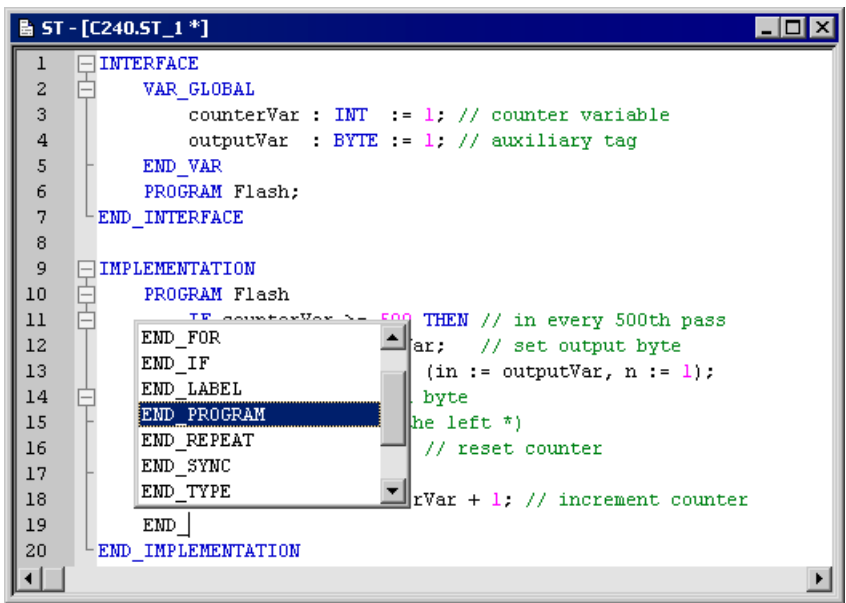 ST - [C240.ST_1 *]
1 INTERFACE
2 VAR_GLOBAL
3 counterVar : INT := 1; // counter variable
4 outputVar : BYTE := 1; // auxiliary tag
5 END_VAR
6 PROGRAM Flash;
7 END_INTERFACE
8
9 IMPLEMENTATION
10 PROGRAM Flash
11 IF counterVar >= 500 THEN // in every 500th pass
12 END_FOR ar; // set output byte
13 END_IF (in := outputVar, n := 1);
14 END_LABEL byte
15 END_PROGRAM he left *)
16 END_REPEAT // reset counter
17 END_SYNC
18 END_TYPE rVar + 1; // increment counter
19 END_
20 END_IMPLEMENTATION